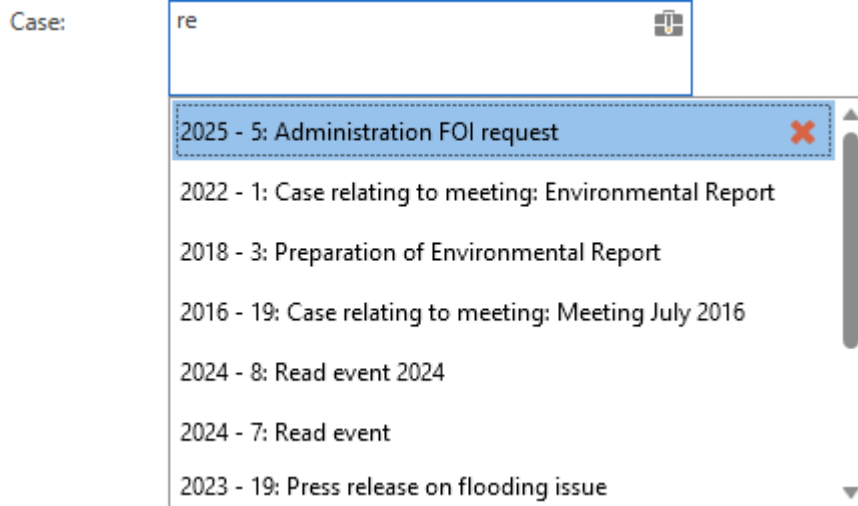 Case:
re
2025 - 5: Administration FOI request
2022 - 1: Case relating to meeting: Environmental Report
2018 - 3: Preparation of Environmental Report
2016 - 19: Case relating to meeting: Meeting July 2016
2024 - 8: Read event 2024
2024 - 7: Read event
2023 - 19: Press release on flooding issue